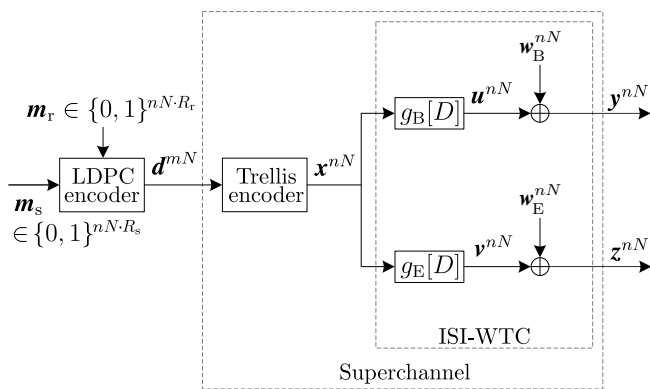 m_r ∈ {0, 1}^{nN·R_r}
m_s
∈ {0, 1}^{nN·R_s}
LDPC
encoder
d^{mN}
Trellis
encoder
x^{nN}
g_B[D]
u^{nN}
w_B^{nN}
y^{nN}
g_E[D]
v^{nN}
w_E^{nN}
z^{nN}
ISI-WTC
Superchannel